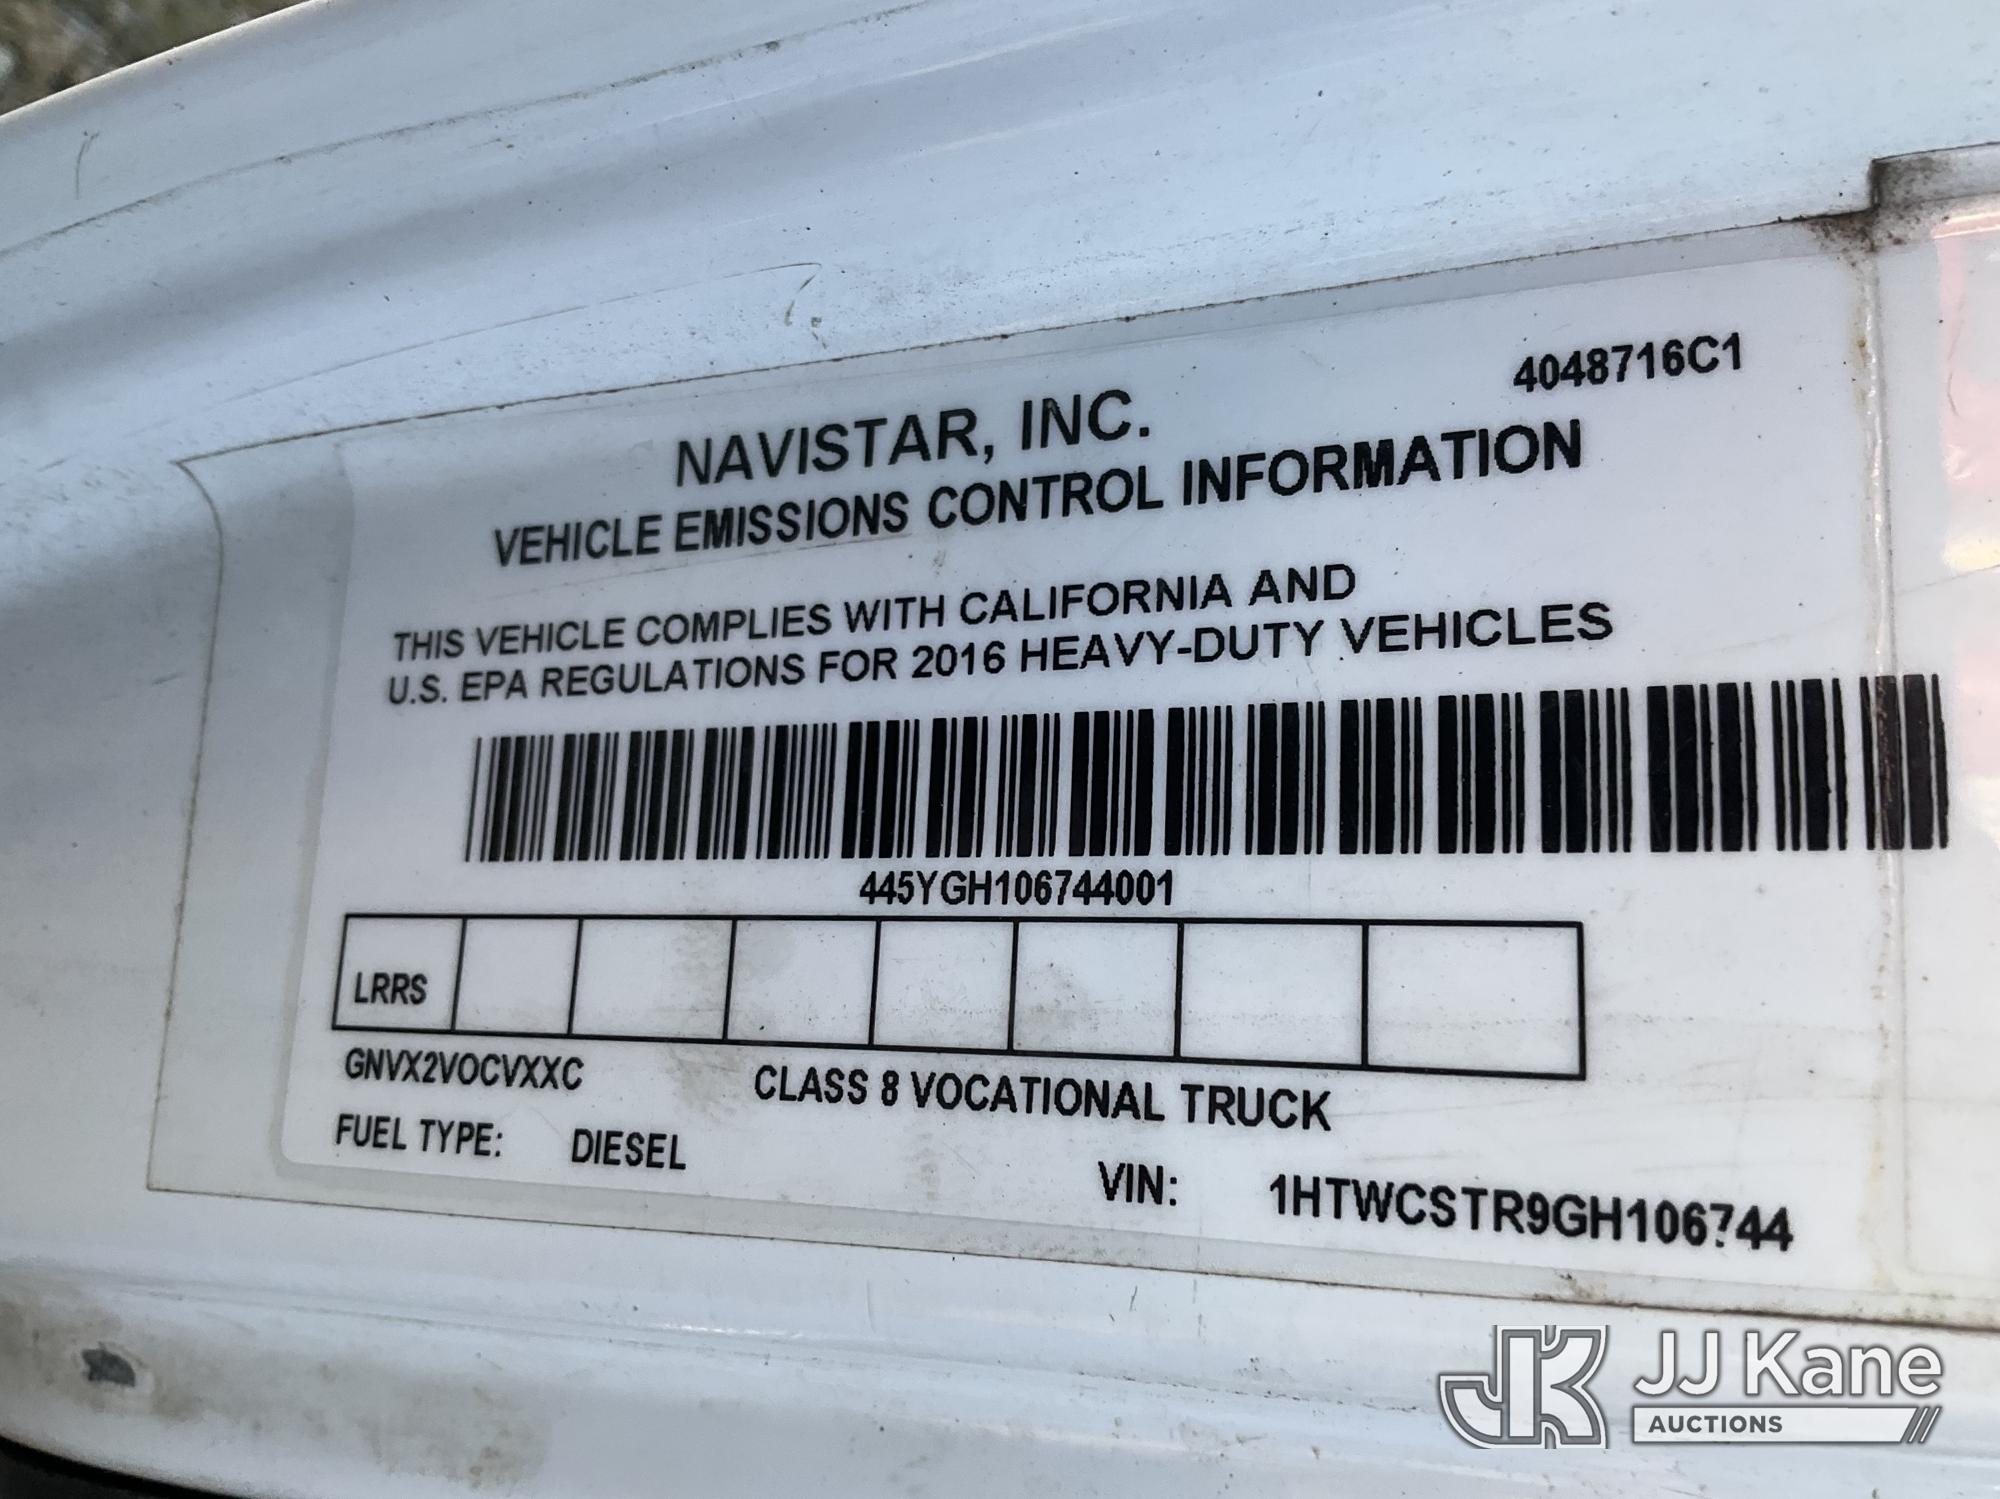 4048716C1
NAVISTAR, INC.
VEHICLE EMISSIONS CONTROL INFORMATION
THIS VEHICLE COMPLIES WITH CALIFORNIA AND
U.S. EPA REGULATIONS FOR 2016 HEAVY-DUTY VEHICLES
445YGH106744001
LRRS
GNVX2VOCVXXC CLASS 8 VOCATIONAL TRUCK
FUEL TYPE: DIESEL
VIN: 1HTWCSTR9GH106744
JK JJ Kane
AUCTIONS